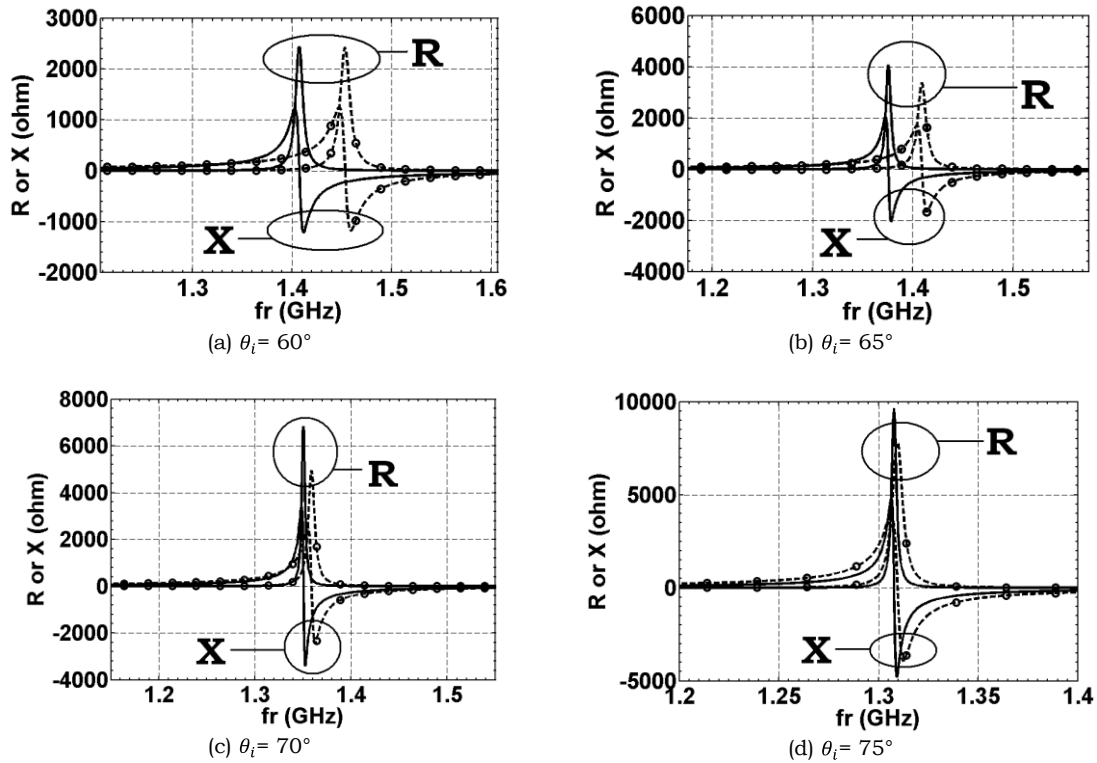 3000
2000
1000
0
-1000
-2000
R or X (ohm)
R
X
1.3
1.4
1.5
1.6
fr (GHz)
(a) θi= 60°
6000
4000
2000
0
-2000
-4000
R or X (ohm)
R
X
1.2
1.3
1.4
1.5
fr (GHz)
(b) θi= 65°
8000
6000
4000
2000
0
-2000
-4000
R or X (ohm)
R
X
1.2
1.3
1.4
1.5
fr (GHz)
(c) θi= 70°
10000
5000
0
-5000
R or X (ohm)
R
X
1.2
1.25
1.3
1.35
1.4
fr (GHz)
(d) θi= 75°